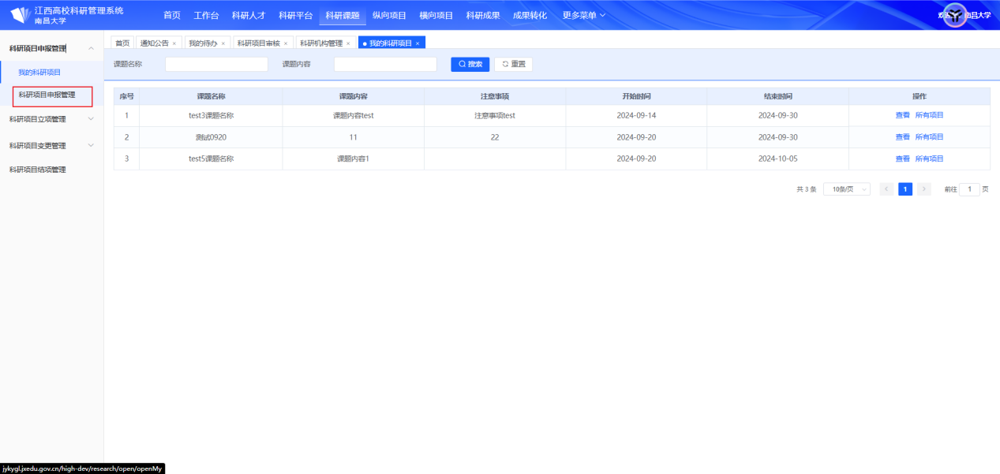 江西高校科研管理系统
南昌大学
首页 工作台 科研人才 科研平台 科研课题 纵向项目 横向项目 科研成果 成果转化 更多菜单
南昌大学
科研项目申报管理
我的科研项目
科研项目申报管理
科研项目立项管理
科研项目变更管理
科研项目结项管理
首页 通知公告 × 我的待办 × 科研项目审核 × 科研机构管理 × 我的科研项目 ×
课题名称 课题内容 搜索 重置
序号 课题名称 课题内容 注意事项 开始时间 结束时间 操作
1 test3课题名称 课题内容test 注意事项test 2024-09-14 2024-09-30 查看 所有项目
2 测试0920 11 22 2024-09-20 2024-09-30 查看 所有项目
3 test5课题名称 课题内容1 2024-09-20 2024-10-05 查看 所有项目
共 3 条 10条/页 < 1 > 前往 1 页
jykygl.jxedu.gov.cn/high-dev/research/open/openMy